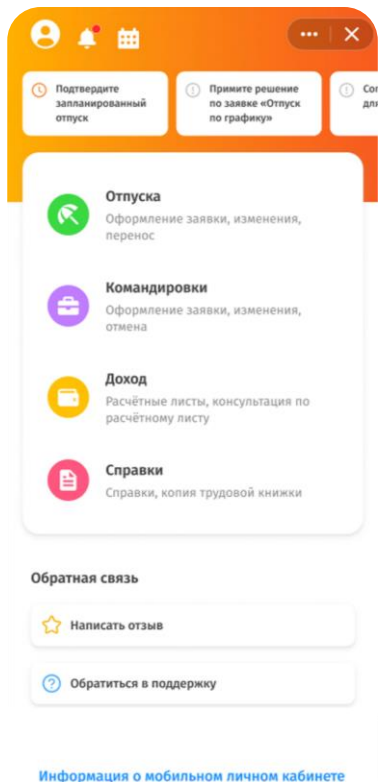 Подтвердите
запланированный
отпуск
Примите решение
по заявке «Отпуск
по графику»
Отпуска
Оформление заявки, изменения,
перенос
Командировки
Оформление заявки, изменения,
отмена
Доход
Расчётные листы, консультация по
расчётному листу
Справки
Справки, копия трудовой книжки
Обратная связь
Написать отзыв
Обратиться в поддержку
Информация о мобильном личном кабинете